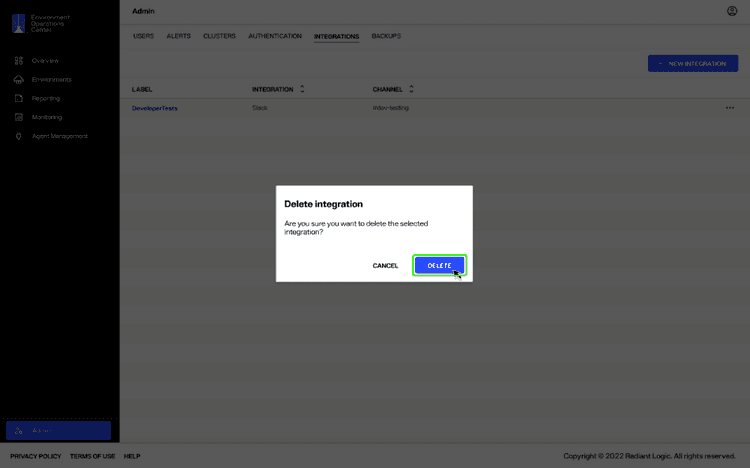 Environment
Operations
Center
Admin
USERS ALERTS CLUSTERS AUTHENTICATION INTEGRATIONS BACKUPS
Overview
Environments
Reporting
Monitoring
Agent Management
NEW INTEGRATION
LABEL INTEGRATION CHANNEL
DeveloperTests Slack #dev-testing
Delete integration
Are you sure you want to delete the selected
integration?
CANCEL DELETE
Admin
PRIVACY POLICY TERMS OF USE HELP
Copyright © 2022 Radiant Logic. All rights reserved.